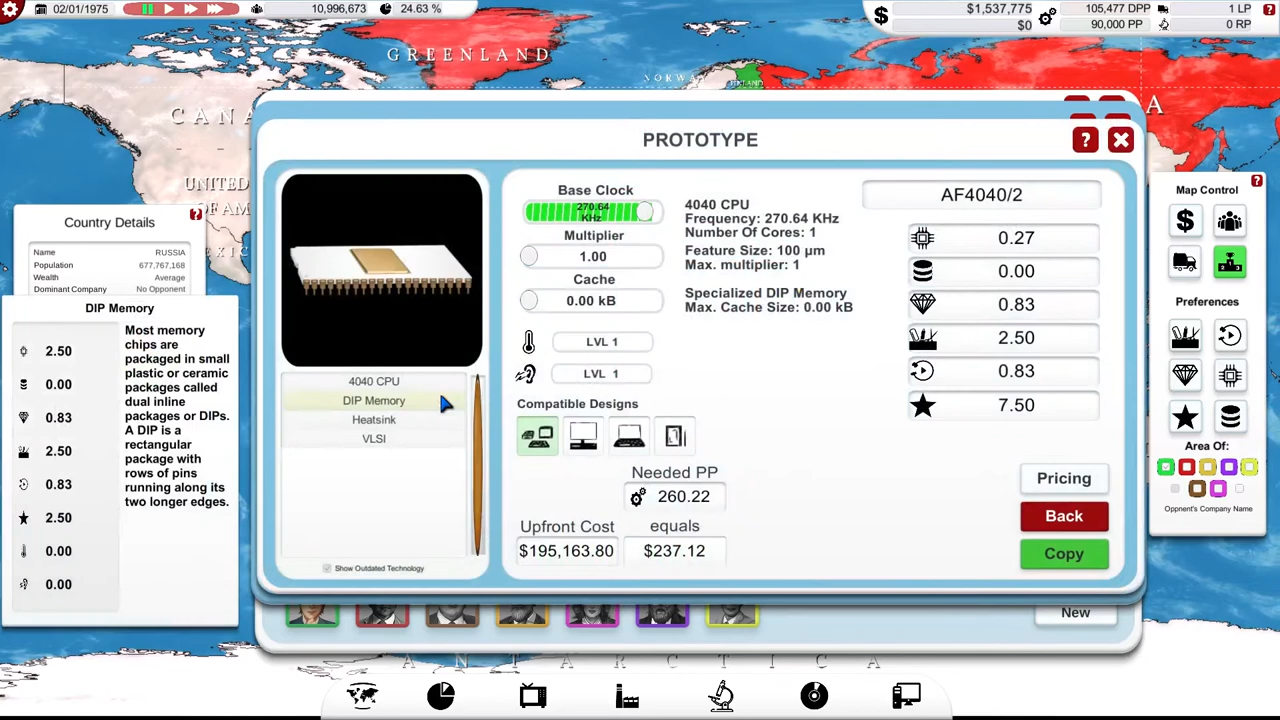 02/01/1975
10,996,673
24.63 %
$
$1,537,775
$0
105,477 DPP
90,000 PP
1 LP
0 RP
?
GREENLAND
NORWA
FINLAND
CANA
A
UNITED
OF AM
EXIC
ANTARCTICA
PROTOTYPE
?
Country Details
?
Name RUSSIA
Population 677,767,168
Wealth Average
Dominant Company No Opponent
DIP Memory
2.50
0.00
0.83
2.50
0.83
2.50
0.00
0.00
Most memory
chips are
packaged in small
plastic or ceramic
packages called
dual inline
packages or DIPs.
A DIP is a
rectangular
package with
rows of pins
running along its
two longer edges.
4040 CPU
DIP Memory
Heatsink
VLSI
Show Outdated Technology
Base Clock
270.64
KHz
Multiplier
1.00
Cache
0.00 kB
LVL 1
LVL 1
Compatible Designs
Needed PP
260.22
Upfront Cost
$195,163.80
equals
$237.12
4040 CPU
Frequency: 270.64 KHz
Number Of Cores: 1
Feature Size: 100 µm
Max. multiplier: 1
Specialized DIP Memory
Max. Cache Size: 0.00 kB
AF4040/2
0.27
0.00
0.83
2.50
0.83
7.50
Pricing
Back
Copy
New
Map Control
?
$
Preferences
Area Of:
Oppnent's Company Name